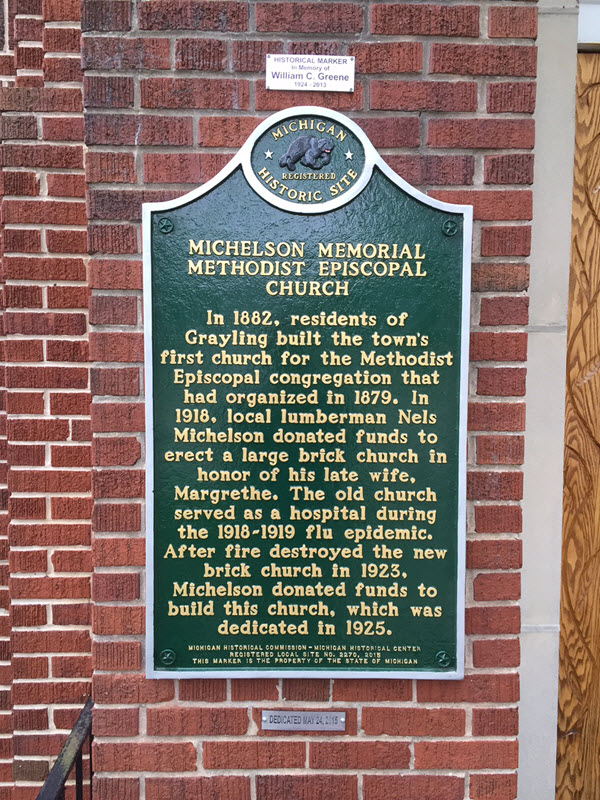 HISTORICAL MARKER
In Memory of
William C. Greene
1924 - 2013
MICHIGAN
REGISTERED
HISTORIC SITE
MICHELSON MEMORIAL
METHODIST EPISCOPAL
CHURCH
In 1882, residents of
Grayling built the town's
first church for the Methodist
Episcopal congregation that
had organized in 1879. In
1918, local lumberman Nels
Michelson donated funds to
erect a large brick church in
honor of his late wife,
Margrethe. The old church
served as a hospital during
the 1918-1919 flu epidemic.
After fire destroyed the new
brick church in 1923,
Michelson donated funds to
build this church, which was
dedicated in 1925.
MICHIGAN HISTORICAL COMMISSION - MICHIGAN HISTORICAL CENTER
REGISTERED LOCAL SITE NO. 2270, 2015
THIS MARKER IS THE PROPERTY OF THE STATE OF MICHIGAN
DEDICATED MAY 24, 2015